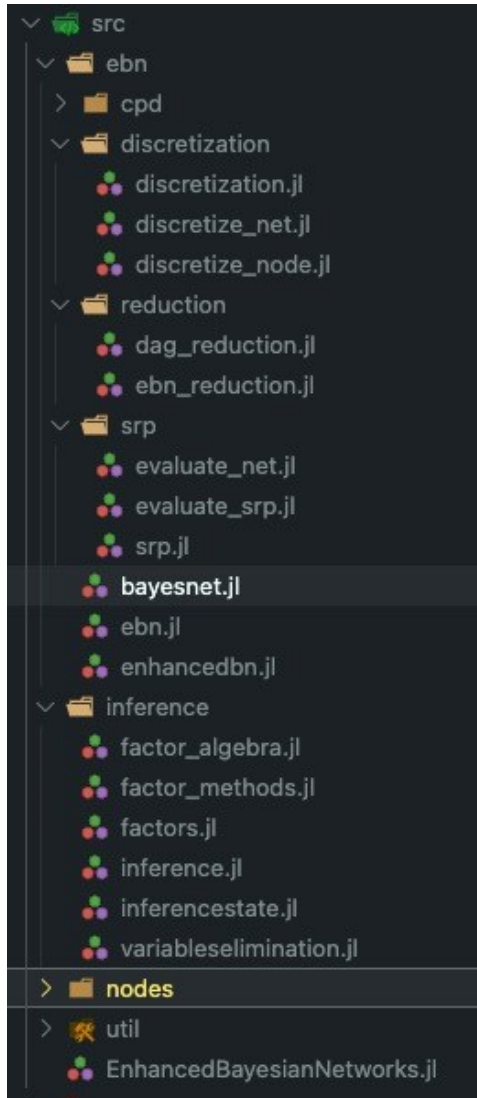 src
ebn
cpd
discretization
discretization.jl
discretize_net.jl
discretize_node.jl
reduction
dag_reduction.jl
ebn_reduction.jl
srp
evaluate_net.jl
evaluate_srp.jl
srp.jl
bayesnet.jl
ebn.jl
enhancedbn.jl
inference
factor_algebra.jl
factor_methods.jl
factors.jl
inference.jl
inferencestate.jl
variableselimination.jl
nodes
util
EnhancedBayesianNetworks.jl